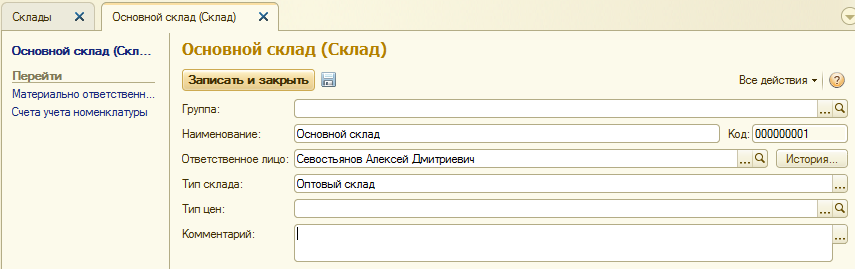 Склады
Основной склад (Склад)
Основной склад (Скл...
Перейти
Материально ответственн...
Счета учета номенклатуры
Основной склад (Склад)
Записать и закрыть Все действия
Группа:
Наименование: Основной склад Код: 000000001
Ответственное лицо: Севостьянов Алексей Дмитриевич История...
Тип склада: Оптовый склад
Тип цен:
Комментарий: